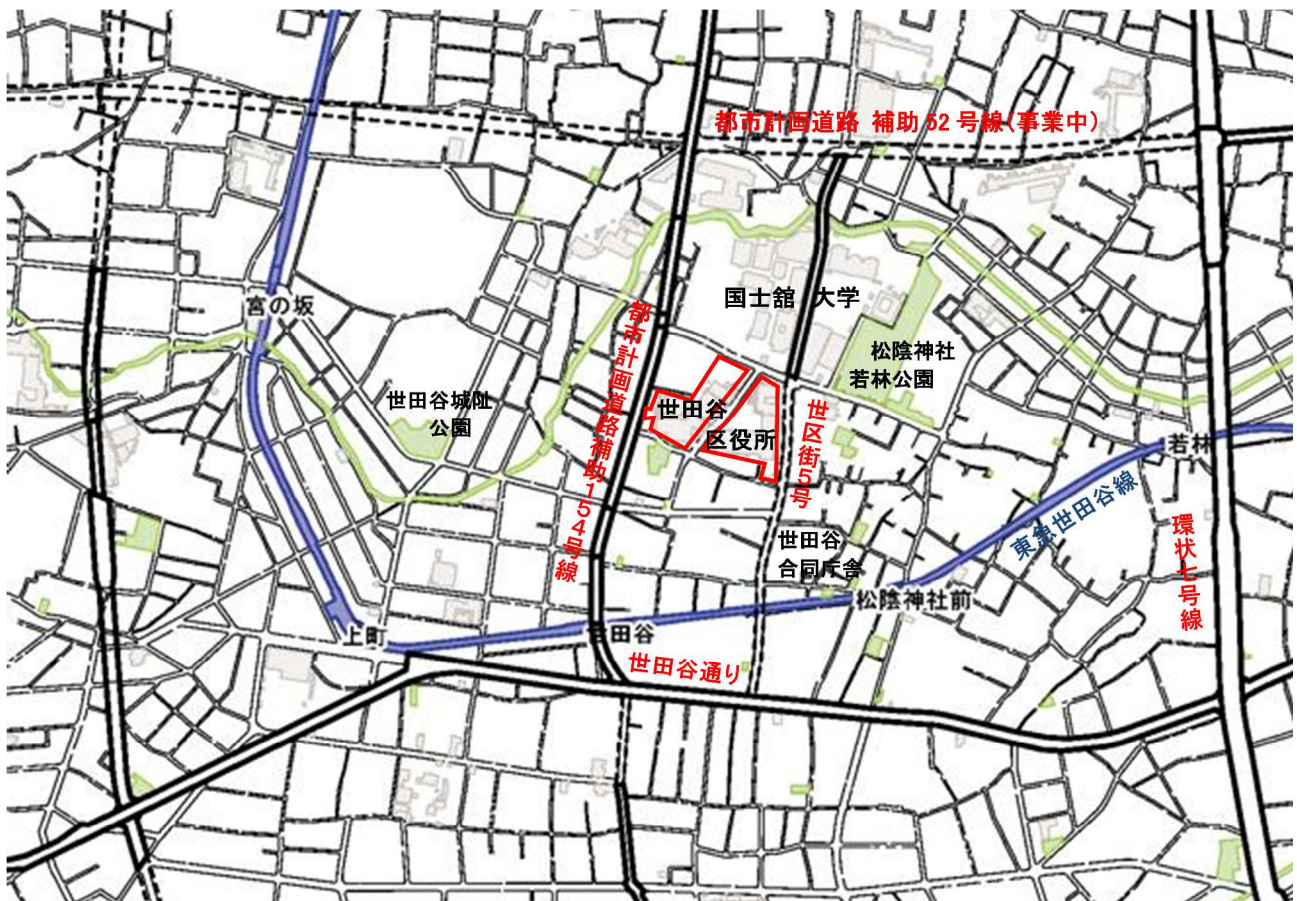 都市計画道路 補助52号線(事業中)
国士舘 大学
宮の坂
都市計画道路補助154号線
松陰神社
若林公園
世田谷城址
公園
世田谷
区役所
世区街5号
若林
東急世田谷線
環状七号線
世田谷
合同庁舎
松陰神社前
上町
世田谷
世田谷通り